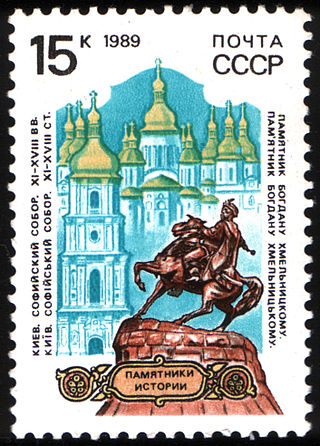 15 К 1989
ПОЧТА
СССР
КИЕВ. СОФИЙСКИЙ СОБОР. XI-XVIII ВВ.
КИЇВ. СОФІЙСЬКИЙ СОБОР. XI-XVIII СТ.
ПАМЯТНИК БОГДАНУ ХМЕЛЬНИЦКОМУ.
ПАМ'ЯТНИК БОГДАНУ ХМЕЛЬНИЦЬКОМУ.
ПАМЯТНИКИ
ИСТОРИИ